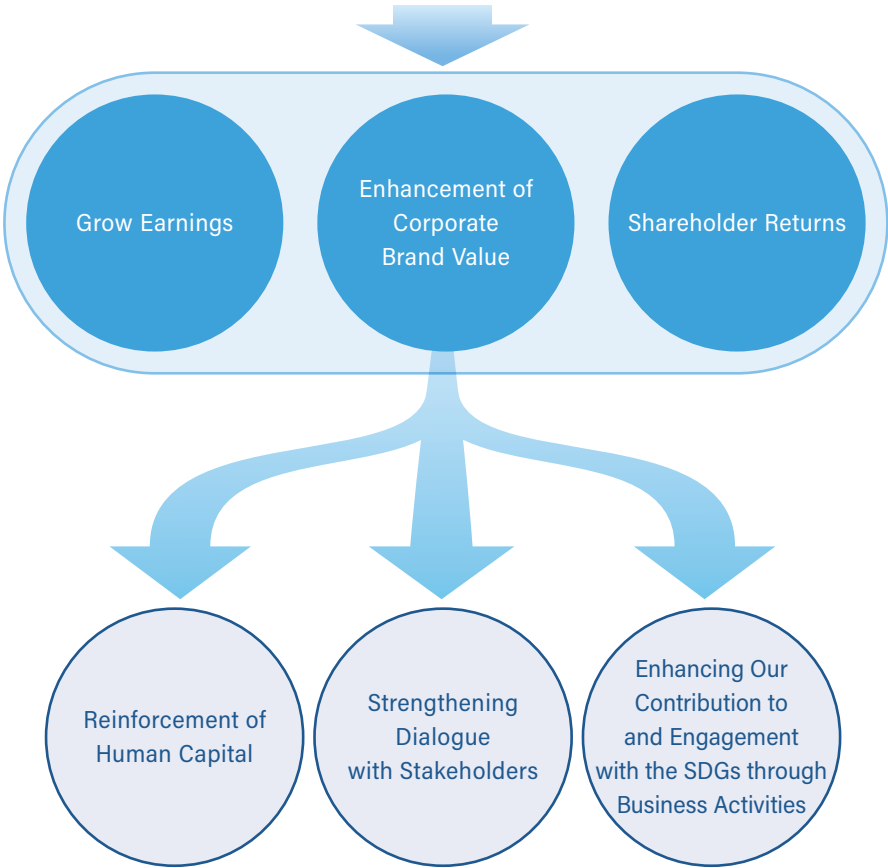 Grow Earnings
Enhancement of
Corporate
Brand Value
Shareholder Returns
Reinforcement of
Human Capital
Strengthening
Dialogue
with Stakeholders
Enhancing Our
Contribution to
and Engagement
with the SDGs through
Business Activities